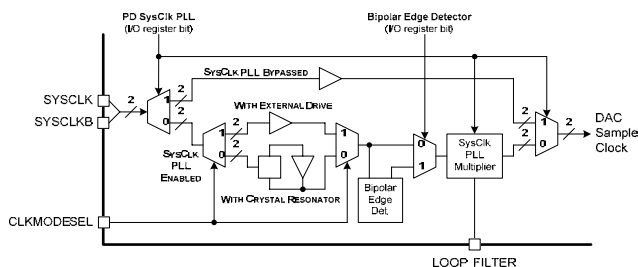 PD SysClk PLL
(I/O register bit)
Bipolar Edge Detector
(I/O register bit)
2
SYSCLK PLL BYPASSED
SYSCLK
SYSCLKB
2
1
0
2
WITH EXTERNAL DRIVE
2
1
0
2
SYSCLK
PLL
ENABLED
WITH CRYSTAL RESONATOR
1
0
Bipolar
Edge
Det.
0
1
SysClk
PLL
Multiplier
2
2
1
0
2
DAC
Sample
Clock
CLKMODESEL
LOOP FILTER